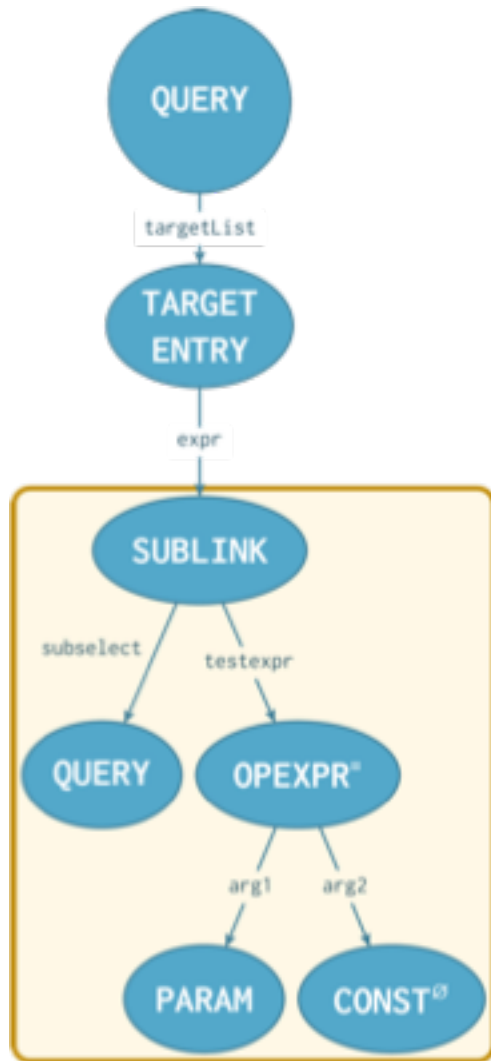 QUERY
targetList
TARGET
ENTRY
expr
SUBLINK
subselect
testexpr
QUERY
OPEXPR=
arg1
arg2
PARAM
CONST∅